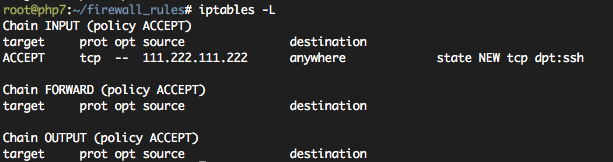 root@php7:~/firewall_rules# iptables -L
Chain INPUT (policy ACCEPT)
target     prot opt source               destination
ACCEPT     tcp  --  111.222.111.222      anywhere             state NEW tcp dpt:ssh
Chain FORWARD (policy ACCEPT)
target     prot opt source               destination
Chain OUTPUT (policy ACCEPT)
target     prot opt source               destination